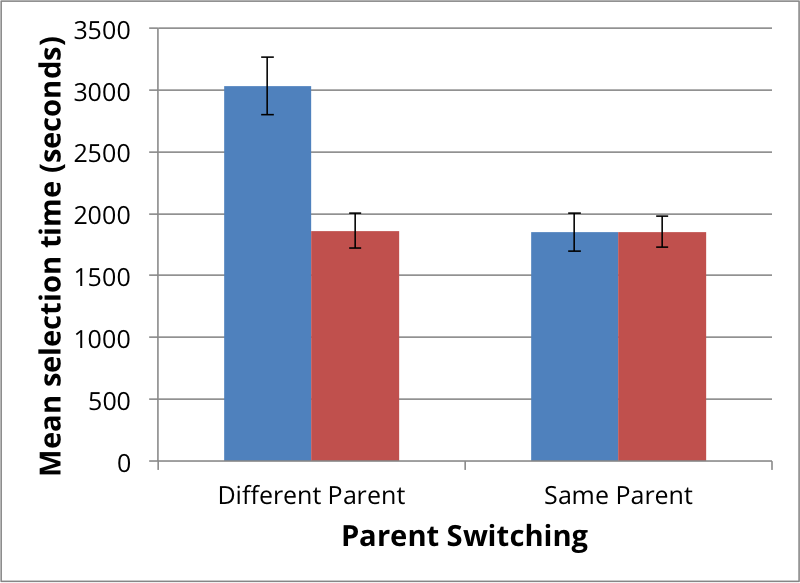 Mean selection time (seconds)
3500
3000
2500
2000
1500
1000
500
0
Different Parent
Same Parent
Parent Switching